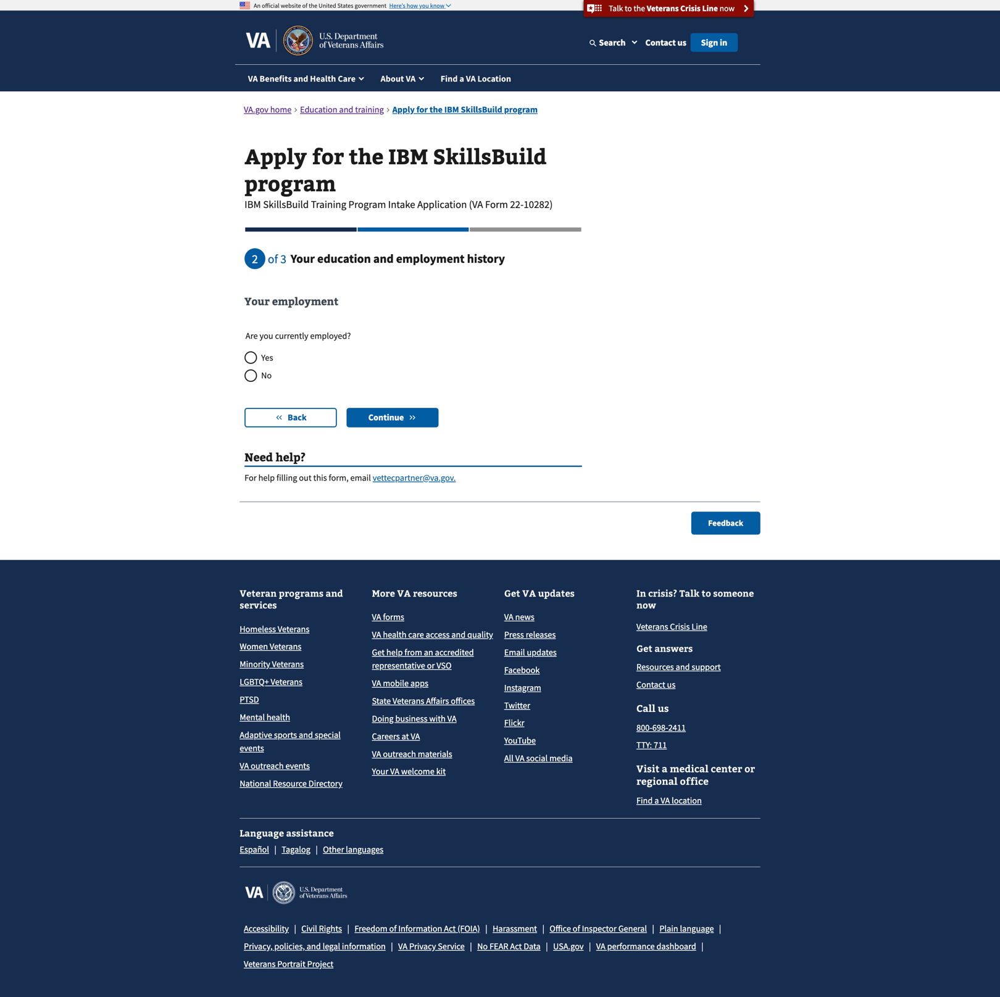 An official website of the United States government Here's how you know
Talk to the Veterans Crisis Line now
VA
U.S. Department
of Veterans Affairs
Search Contact us Sign in
VA Benefits and Health Care About VA Find a VA Location
VA.gov home › Education and training › Apply for the IBM SkillsBuild program
Apply for the IBM SkillsBuild
program
IBM SkillsBuild Training Program Intake Application (VA Form 22-10282)
2 of 3 Your education and employment history
Your employment
Are you currently employed?
Yes
No
Back
Continue
Need help?
For help filling out this form, email vettecpartner@va.gov.
Feedback
Veteran programs and
services
Homeless Veterans
Women Veterans
Minority Veterans
LGBTQ+ Veterans
PTSD
Mental health
Adaptive sports and special
events
VA outreach events
National Resource Directory
More VA resources
VA forms
VA health care access and quality
Get help from an accredited
representative or VSO
VA mobile apps
State Veterans Affairs offices
Doing business with VA
Careers at VA
VA outreach materials
Your VA welcome kit
Get VA updates
VA news
Press releases
Email updates
Facebook
Instagram
Twitter
Flickr
YouTube
All VA social media
In crisis? Talk to someone
now
Veterans Crisis Line
Get answers
Resources and support
Contact us
Call us
800-698-2411
TTY: 711
Visit a medical center or
regional office
Find a VA location
Language assistance
Español | Tagalog | Other languages
VA
U.S. Department
of Veterans Affairs
Accessibility | Civil Rights | Freedom of Information Act (FOIA) | Harassment | Office of Inspector General | Plain language |
Privacy, policies, and legal information | VA Privacy Service | No FEAR Act Data | USA.gov | VA performance dashboard |
Veterans Portrait Project